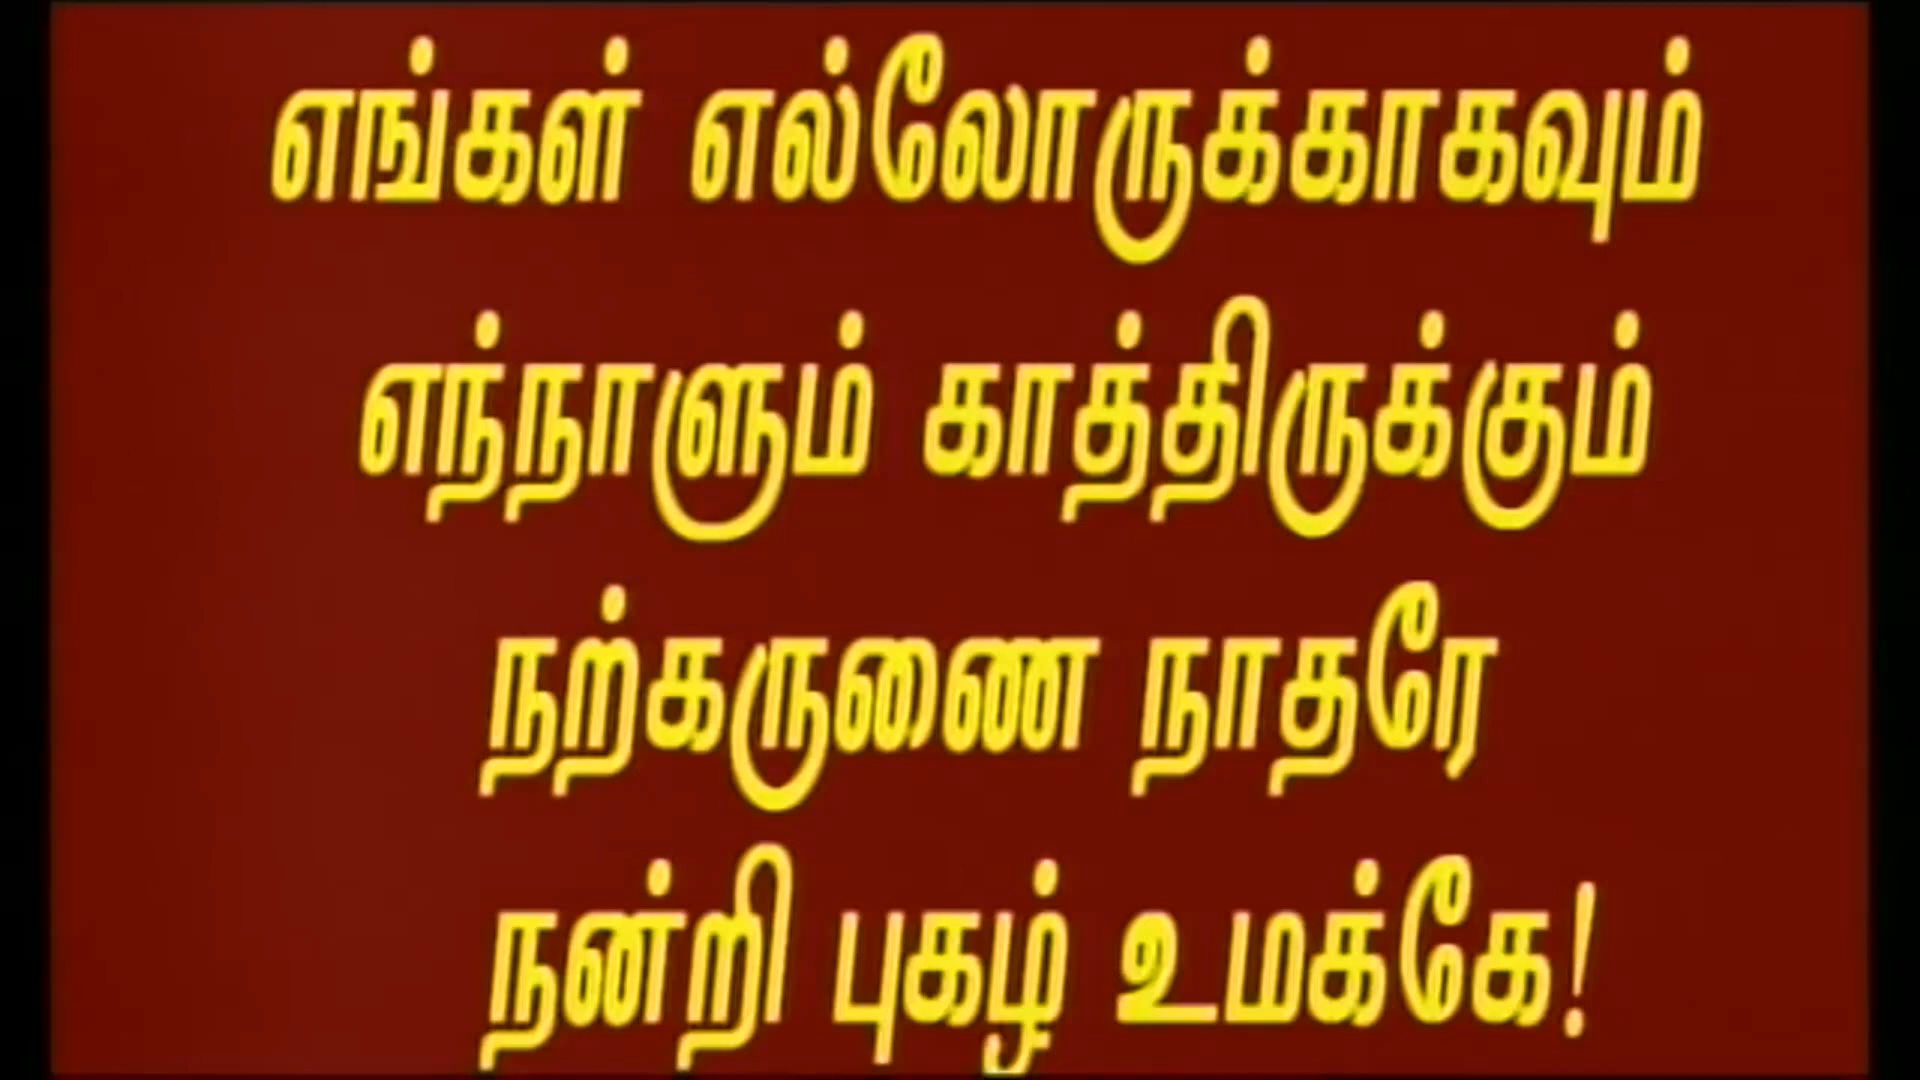 எங்கள் எல்லோருக்காகவும்
எந்நாளும் காத்திருக்கும்
நற்கருணை நாதரே
நன்றி புகழ் உமக்கே!